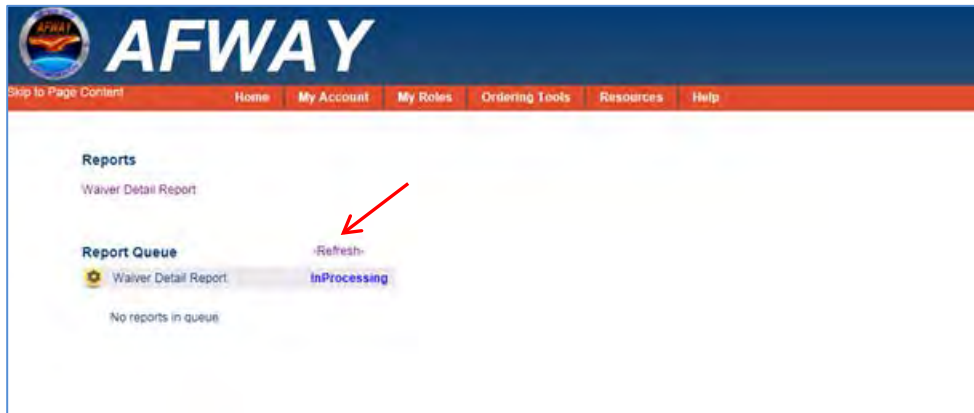 AFWAY
AFWAY
Skip to Page Content Home My Account My Roles Ordering Tools Resources Help
Reports
Waiver Detail Report
Report Queue -Refresh-
Waiver Detail Report InProcessing
No reports in queue